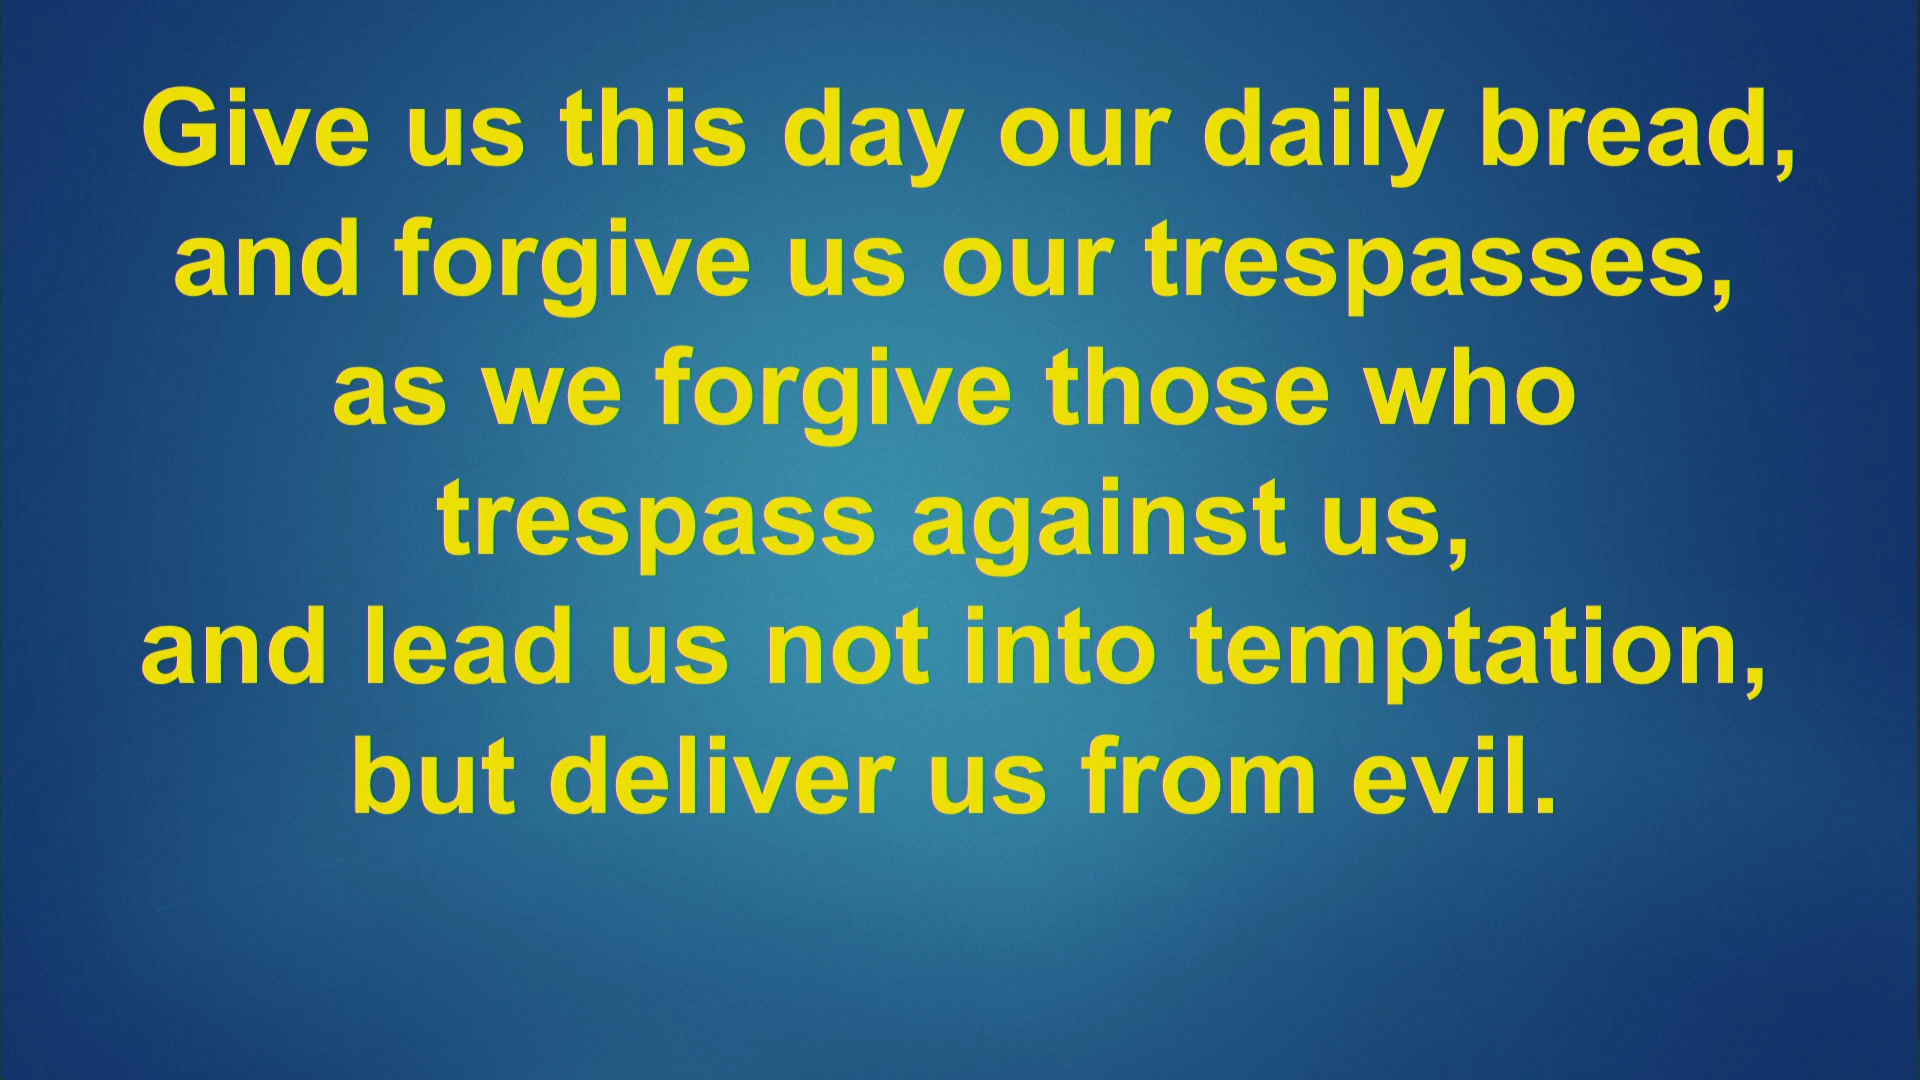 Give us this day our daily bread,
and forgive us our trespasses,
as we forgive those who
trespass against us,
and lead us not into temptation,
but deliver us from evil.